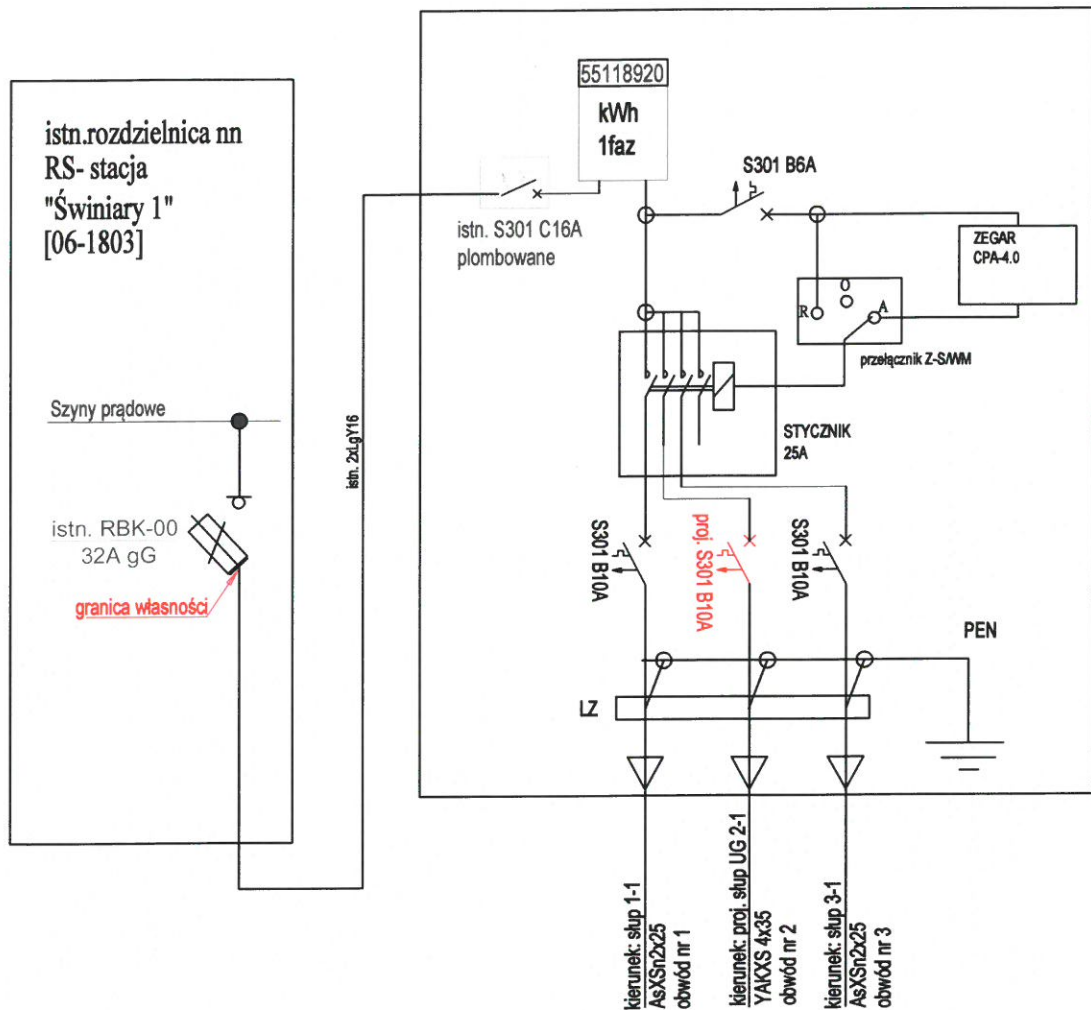 istn.rozdzielnica nn
RS- stacja
"Świniary 1"
[06-1803]
Szyny prądowe
istn. RBK-00
32A gG
granica własności
istn. 2xLgY16
55118920
kWh
1faz
istn. S301 C16A
plombowane
S301 B6A
ZEGAR
CPA-4.0
0
R
A
przełącznik Z-S/WM
STYCZNIK
25A
S301 B10A
proj. S301 B10A
S301 B10A
PEN
LZ
kierunek: słup 1-1
AsXSn2x25
obwód nr 1
kierunek: proj. słup UG 2-1
YAKXS 4x35
obwód nr 2
kierunek: słup 3-1
AsXSn2x25
obwód nr 3